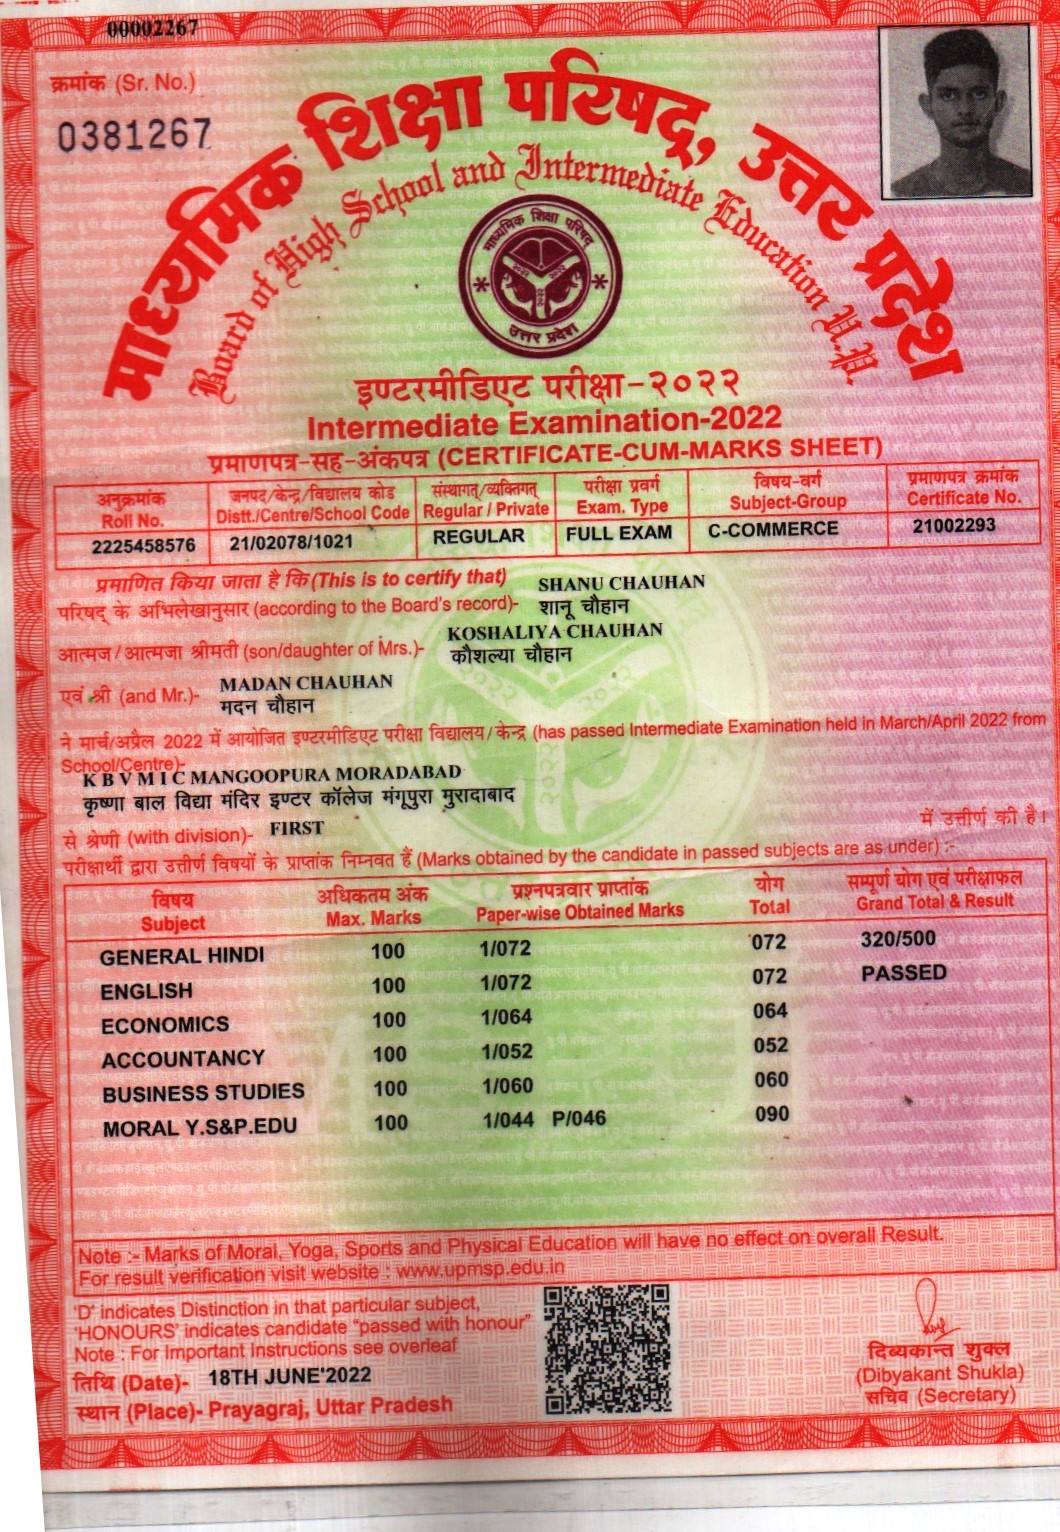 00002267
क्रमांक (Sr. No.)
0381267
माध्यमिक शिक्षा परिषद्, उत्तर प्रदेश
Board of High School and Intermediate Education U.P.
माध्यमिक शिक्षा परिषद
उत्तर प्रदेश
इण्टरमीडिएट परीक्षा-२०२२
Intermediate Examination-2022
प्रमाणपत्र-सह-अंकपत्र (CERTIFICATE-CUM-MARKS SHEET)
अनुक्रमांक जनपद/केन्द्र/विद्यालय कोड संस्थागत्/व्यक्तिगत् परीक्षा प्रवर्ग विषय-वर्ग प्रमाणपत्र क्रमांक
Roll No. Distt./Centre/School Code Regular / Private Exam. Type Subject-Group Certificate No.
2225458576 21/02078/1021 REGULAR FULL EXAM C-COMMERCE 21002293
प्रमाणित किया जाता है कि (This is to certify that) SHANU CHAUHAN
परिषद् के अभिलेखानुसार (according to the Board's record)- शानू चौहान
KOSHALIYA CHAUHAN
आत्मज/आत्मजा श्रीमती (son/daughter of Mrs.)- कौशल्या चौहान
MADAN CHAUHAN
एवं श्री (and Mr.)- मदन चौहान
ने मार्च/अप्रैल 2022 में आयोजित इण्टरमीडिएट परीक्षा विद्यालय/केन्द्र (has passed Intermediate Examination held in March/April 2022 from
School/Centre)-
K B V M I C MANGOOPURA MORADABAD
कृष्णा बाल विद्या मंदिर इण्टर कॉलेज मंगूपुरा मुरादाबाद
से श्रेणी (with division)- FIRST में उत्तीर्ण की है।
परीक्षार्थी द्वारा उत्तीर्ण विषयों के प्राप्तांक निम्नवत हैं (Marks obtained by the candidate in passed subjects are as under) :-
विषय अधिकतम अंक प्रश्नपत्रवार प्राप्तांक योग सम्पूर्ण योग एवं परीक्षाफल
Subject Max. Marks Paper-wise Obtained Marks Total Grand Total & Result
GENERAL HINDI 100 1/072 072 320/500
ENGLISH 100 1/072 072 PASSED
ECONOMICS 100 1/064 064
ACCOUNTANCY 100 1/052 052
BUSINESS STUDIES 100 1/060 060
MORAL Y.S&P.EDU 100 1/044 P/046 090
Note :- Marks of Moral, Yoga, Sports and Physical Education will have no effect on overall Result.
For result verification visit website : www.upmsp.edu.in
'D' indicates Distinction in that particular subject,
'HONOURS' indicates candidate "passed with honour"
Note : For Important Instructions see overleaf
तिथि (Date)- 18TH JUNE'2022
स्थान (Place)- Prayagraj, Uttar Pradesh
दिब्यकान्त शुक्ल
(Dibyakant Shukla)
सचिव (Secretary)